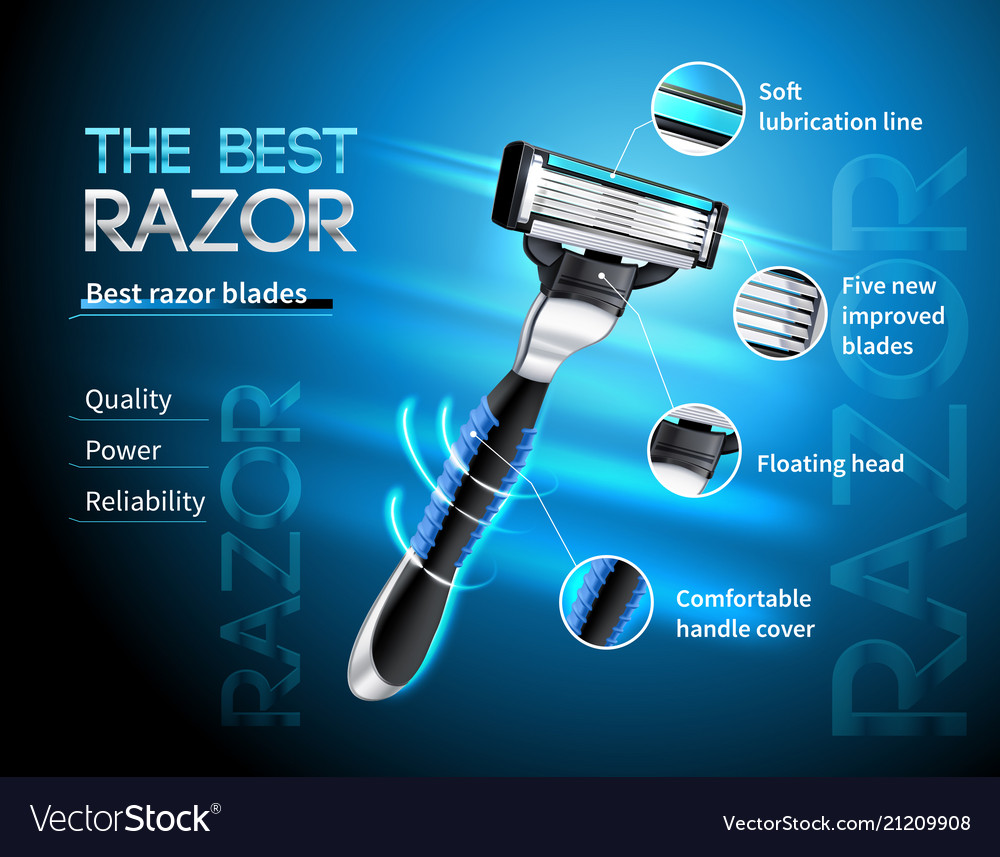 THE BEST
RAZOR
Best razor blades
Quality
Power
Reliability
RAZOR
Soft
lubrication line
Five new
improved
blades
Floating head
Comfortable
handle cover
RAZOR
VectorStock®
VectorStock.com/21209908